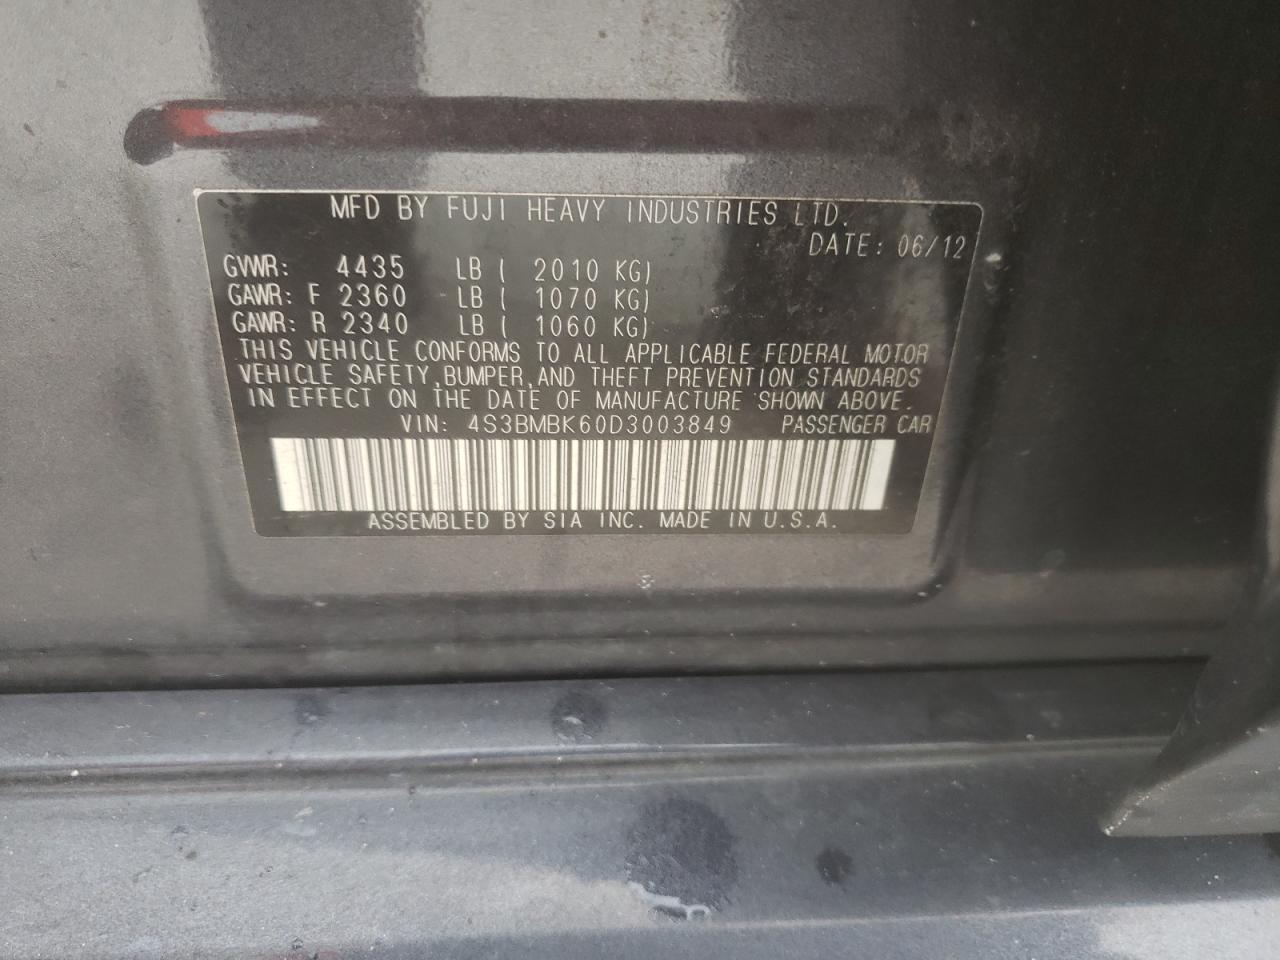 MFD BY FUJI HEAVY INDUSTRIES LTD.
DATE: 06/12
GVWR: 4435 LB ( 2010 KG)
GAWR: F 2360 LB ( 1070 KG)
GAWR: R 2340 LB ( 1060 KG)
THIS VEHICLE CONFORMS TO ALL APPLICABLE FEDERAL MOTOR
VEHICLE SAFETY, BUMPER, AND THEFT PREVENTION STANDARDS
IN EFFECT ON THE DATE OF MANUFACTURE SHOWN ABOVE.
VIN: 4S3BMBK60D3003849 PASSENGER CAR
ASSEMBLED BY SIA INC. MADE IN U.S.A.